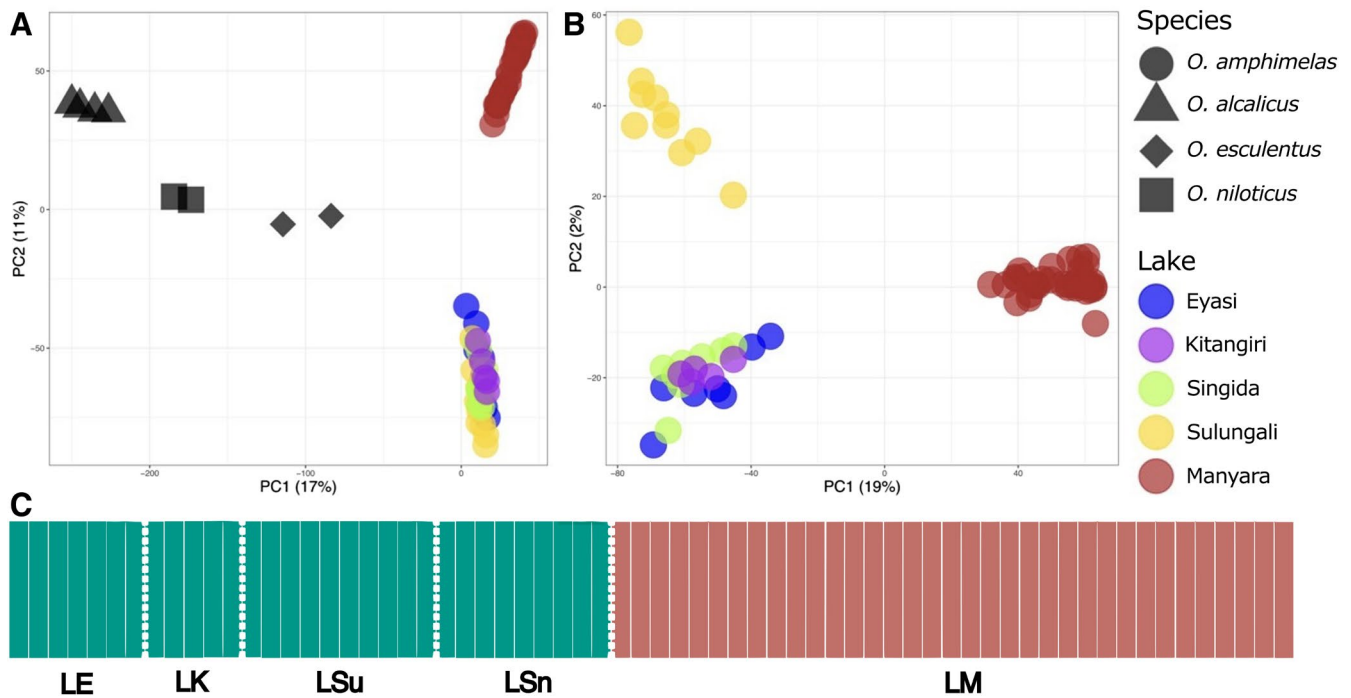 A
50
0
−50
−200
−100
0
PC2 (11%)
PC1 (17%)
B
60
40
20
0
−20
−80
−40
0
40
PC2 (2%)
PC1 (19%)
Species
O. amphimelas
O. alcalicus
O. esculentus
O. niloticus
Lake
Eyasi
Kitangiri
Singida
Sulungali
Manyara
C
LE LK LSu LSn LM